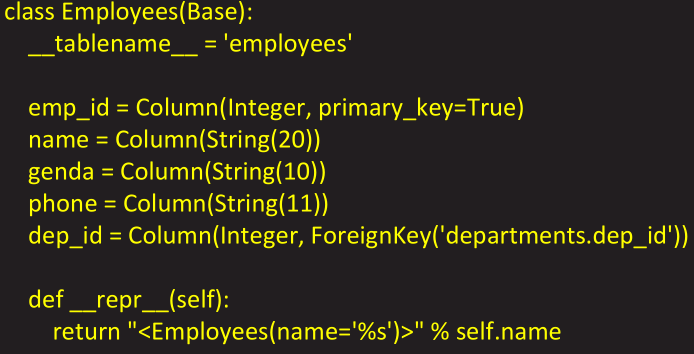 class Employees(Base):
    __tablename__ = 'employees'

    emp_id = Column(Integer, primary_key=True)
    name = Column(String(20))
    genda = Column(String(10))
    phone = Column(String(11))
    dep_id = Column(Integer, ForeignKey('departments.dep_id'))

    def __repr__(self):
        return "<Employees(name='%s')>" % self.name